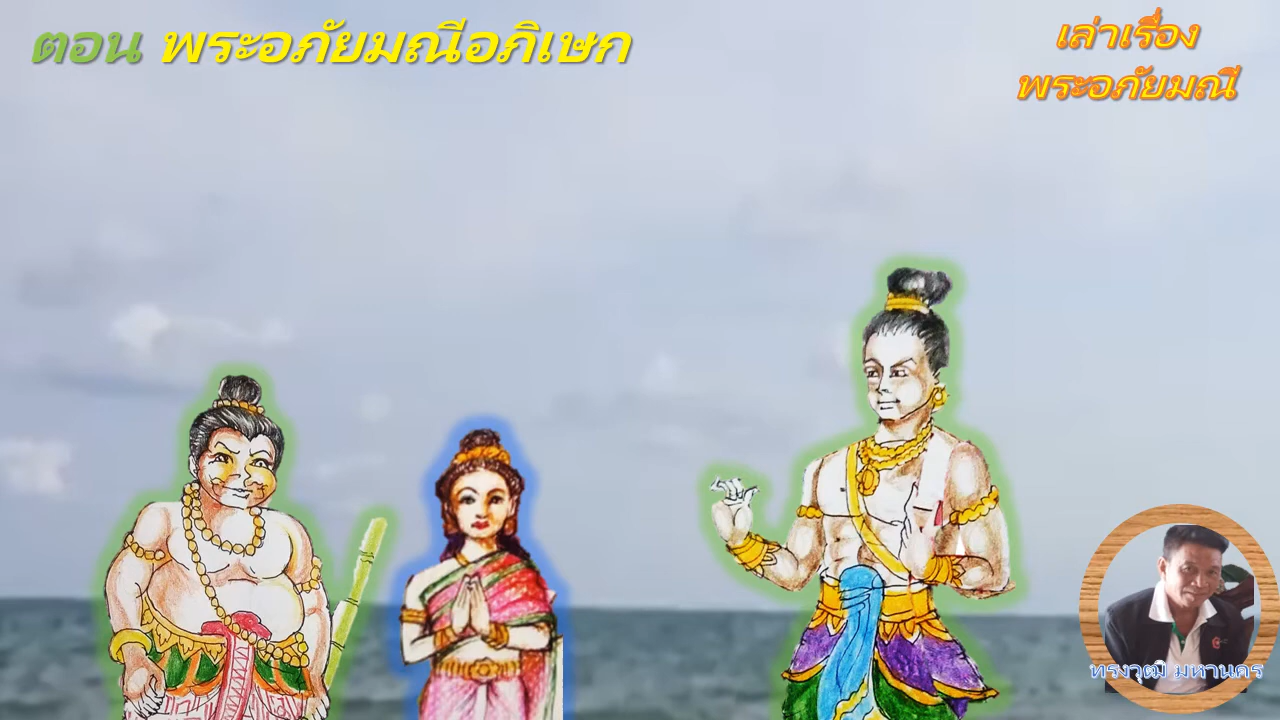 ตอน พระอภัยมณีอภิเษก
เล่าเรื่อง
พระอภัยมณี
ทรงวุฒิ มหานคร